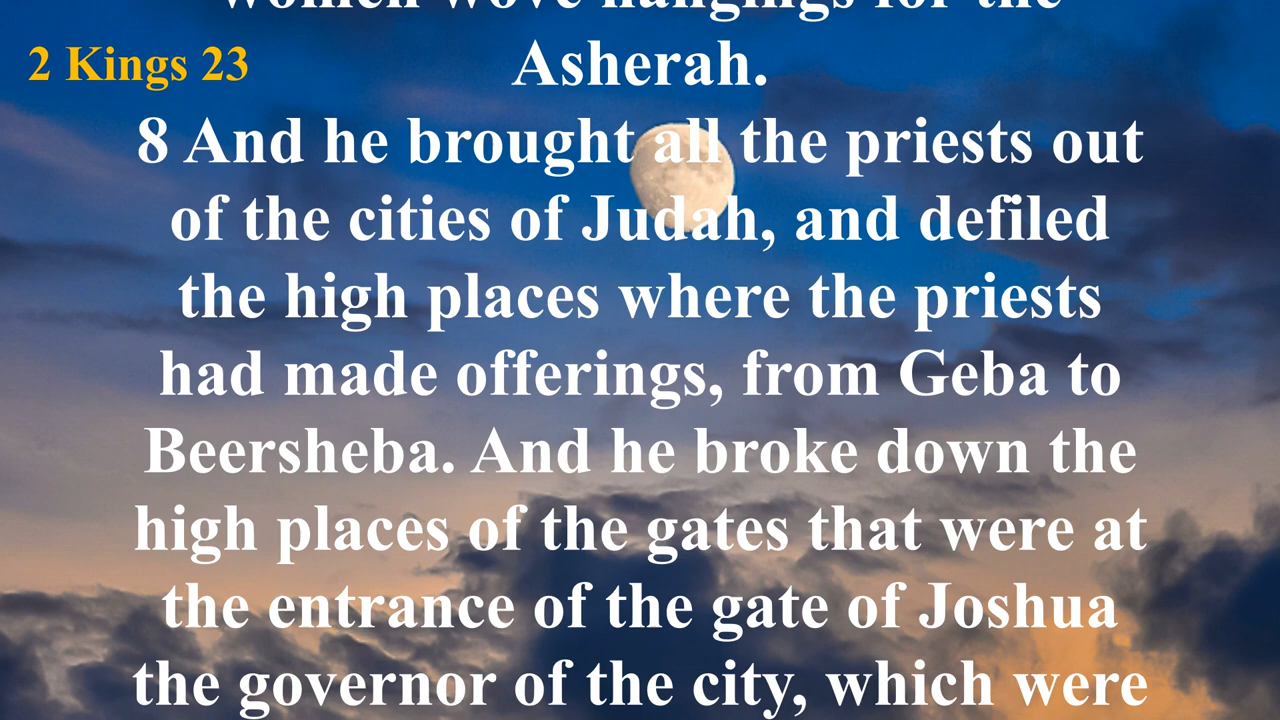 women wove hangings for the
2 Kings 23
Asherah.
8 And he brought all the priests out
of the cities of Judah, and defiled
the high places where the priests
had made offerings, from Geba to
Beersheba. And he broke down the
high places of the gates that were at
the entrance of the gate of Joshua
the governor of the city, which were